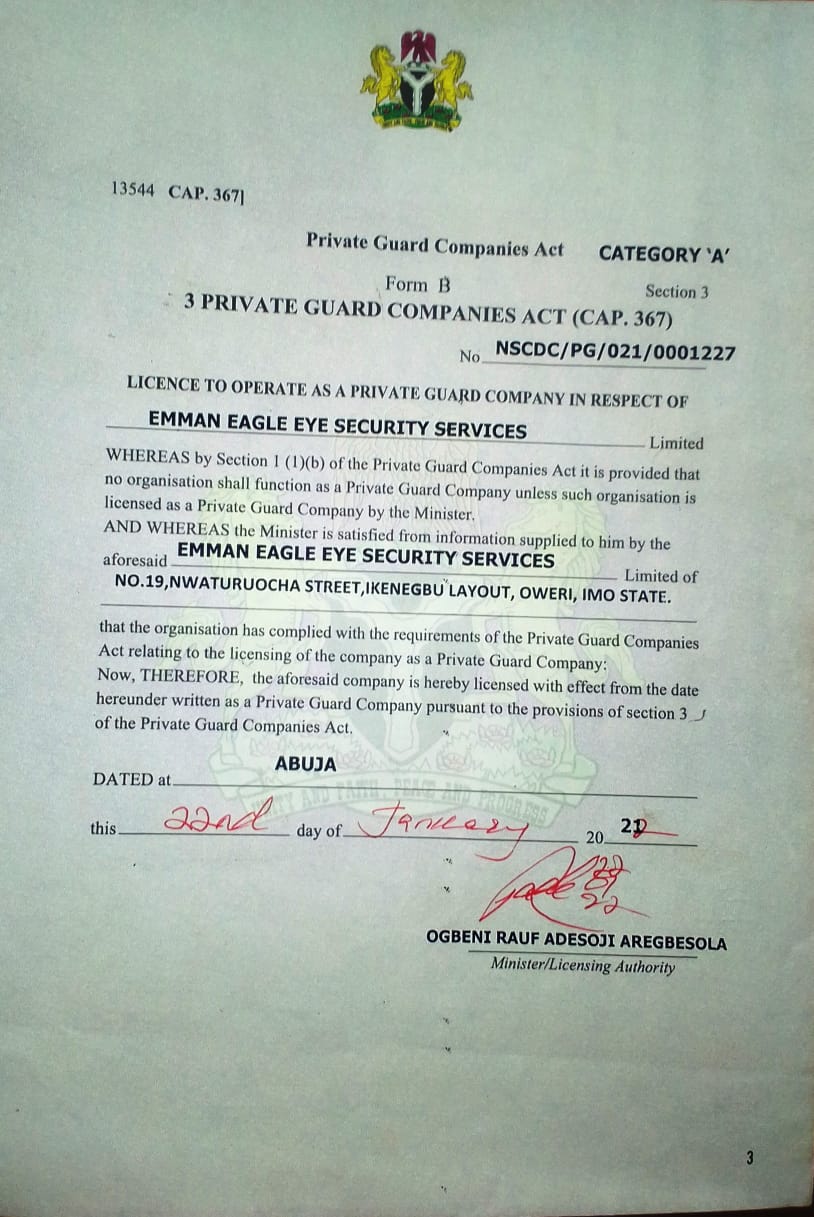 13544 CAP. 367]
Private Guard Companies Act CATEGORY ‘A’
Form B Section 3
3 PRIVATE GUARD COMPANIES ACT (CAP. 367)
No NSCDC/PG/021/0001227
LICENCE TO OPERATE AS A PRIVATE GUARD COMPANY IN RESPECT OF
EMMAN EAGLE EYE SECURITY SERVICES Limited
WHEREAS by Section 1 (1)(b) of the Private Guard Companies Act it is provided that
no organisation shall function as a Private Guard Company unless such organisation is
licensed as a Private Guard Company by the Minister.
AND WHEREAS the Minister is satisfied from information supplied to him by the
aforesaid EMMAN EAGLE EYE SECURITY SERVICES Limited of
NO.19,NWATURUOCHA STREET,IKENEGBU LAYOUT, OWERI, IMO STATE.
that the organisation has complied with the requirements of the Private Guard Companies
Act relating to the licensing of the company as a Private Guard Company:
Now, THEREFORE, the aforesaid company is hereby licensed with effect from the date
hereunder written as a Private Guard Company pursuant to the provisions of section 3
of the Private Guard Companies Act.
DATED at ABUJA
UNITY AND FAITH, PEACE AND PROGRESS
this 22nd day of January 20 22
22
01
22
OGBENI RAUF ADESOJI AREGBESOLA
Minister/Licensing Authority
3